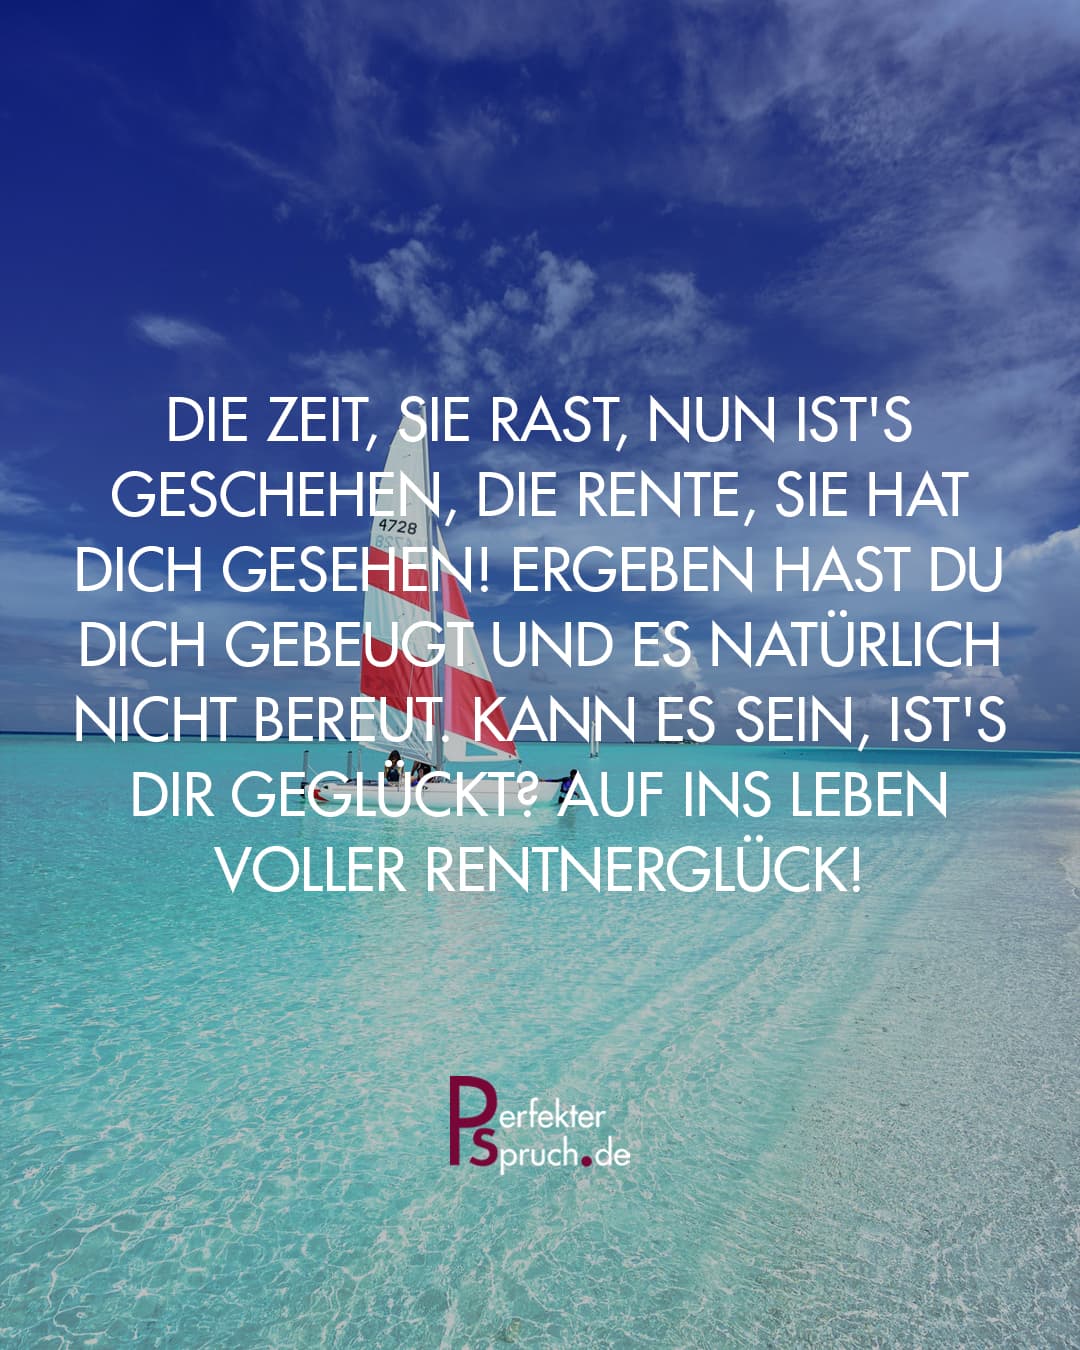 DIE ZEIT, SIE RAST, NUN IST'S
GESCHEHEN, DIE RENTE, SIE HAT
4728
DICH GESEHEN! ERGEBEN HAST DU
DICH GEBEUGT UND ES NATÜRLICH
NICHT BEREUT. KANN ES SEIN, IST'S
DIR GEGLÜCKT? AUF INS LEBEN
VOLLER RENTNERGLÜCK!
Perfekter
Spruch.de